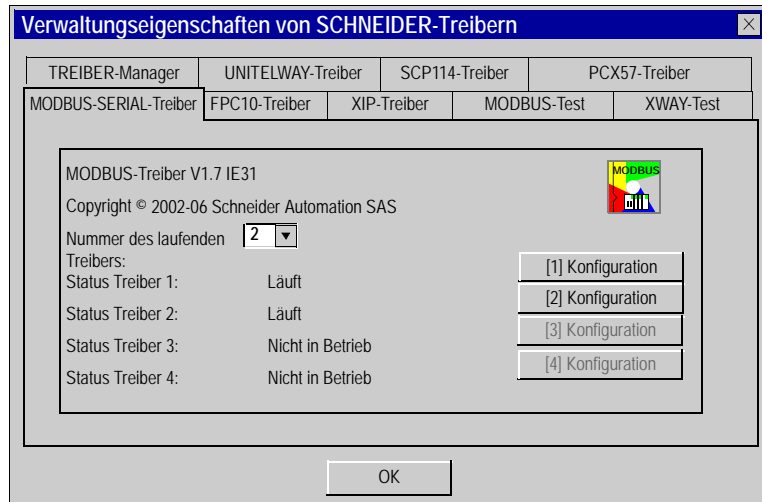 Verwaltungseigenschaften von SCHNEIDER-Treibern
TREIBER-Manager UNITELWAY-Treiber SCP114-Treiber PCX57-Treiber
MODBUS-SERIAL-Treiber FPC10-Treiber XIP-Treiber MODBUS-Test XWAY-Test
MODBUS-Treiber V1.7 IE31
MODBUS
Copyright © 2002-06 Schneider Automation SAS
Nummer des laufenden 2
Treibers:
[1] Konfiguration
Status Treiber 1: Läuft
[2] Konfiguration
Status Treiber 2: Läuft
[3] Konfiguration
Status Treiber 3: Nicht in Betrieb
[4] Konfiguration
Status Treiber 4: Nicht in Betrieb
OK